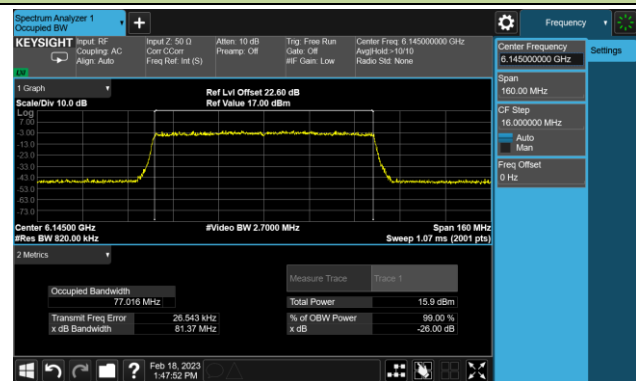 Spectrum Analyzer 1
Occupied BW
+
Frequency
KEYSIGHT
Input: RF
Coupling: AC
Align: Auto
Input Z: 50 Ω
Corr CCorr
Freq Ref: Int (S)
Atten: 10 dB
Preamp: Off
Trig: Free Run
Gate: Off
#IF Gain: Low
Center Freq: 6.145000000 GHz
Avg|Hold:>10/10
Radio Std: None
Center Frequency
6.145000000 GHz
Settings
Span
160.00 MHz
CF Step
16.000000 MHz
Auto
Man
Freq Offset
0 Hz
1 Graph
Scale/Div 10.0 dB
Ref Lvl Offset 22.60 dB
Ref Value 17.00 dBm
Log
7.00
-3.00
-13.0
-23.0
-33.0
-43.0
-53.0
-63.0
-73.0
Center 6.14500 GHz
#Res BW 820.00 kHz
#Video BW 2.7000 MHz
Span 160 MHz
Sweep 1.07 ms (2001 pts)
2 Metrics
Measure Trace
Trace 1
Occupied Bandwidth
77.016 MHz
Total Power
15.9 dBm
Transmit Freq Error
26.543 kHz
% of OBW Power
99.00 %
x dB Bandwidth
81.37 MHz
x dB
-26.00 dB
?
Feb 18, 2023
1:47:52 PM